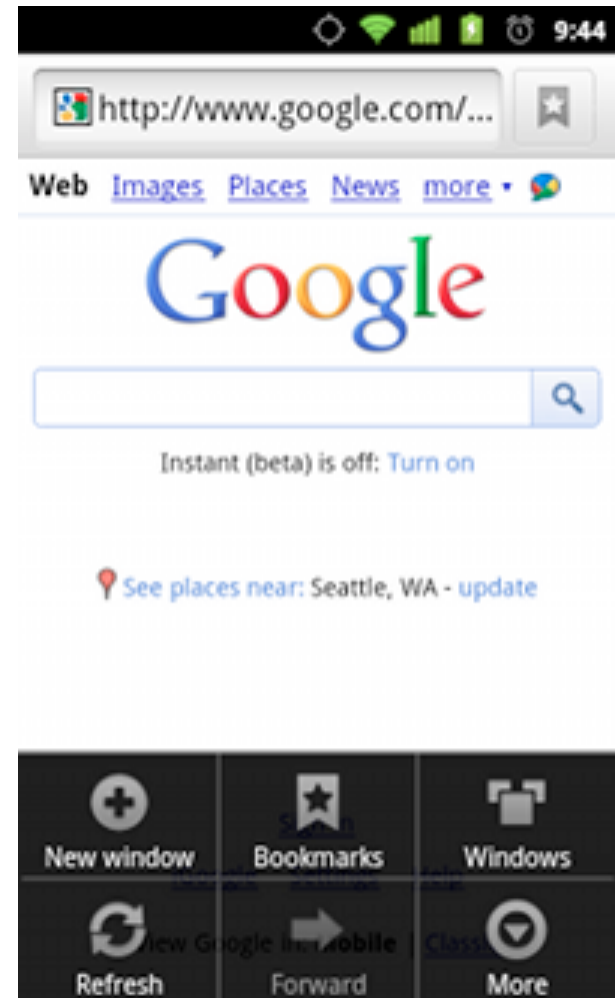 9:44
http://www.google.com/...
Web Images Places News more
Google
Instant (beta) is off: Turn on
See places near: Seattle, WA - update
New window Bookmarks Windows
Refresh Forward More